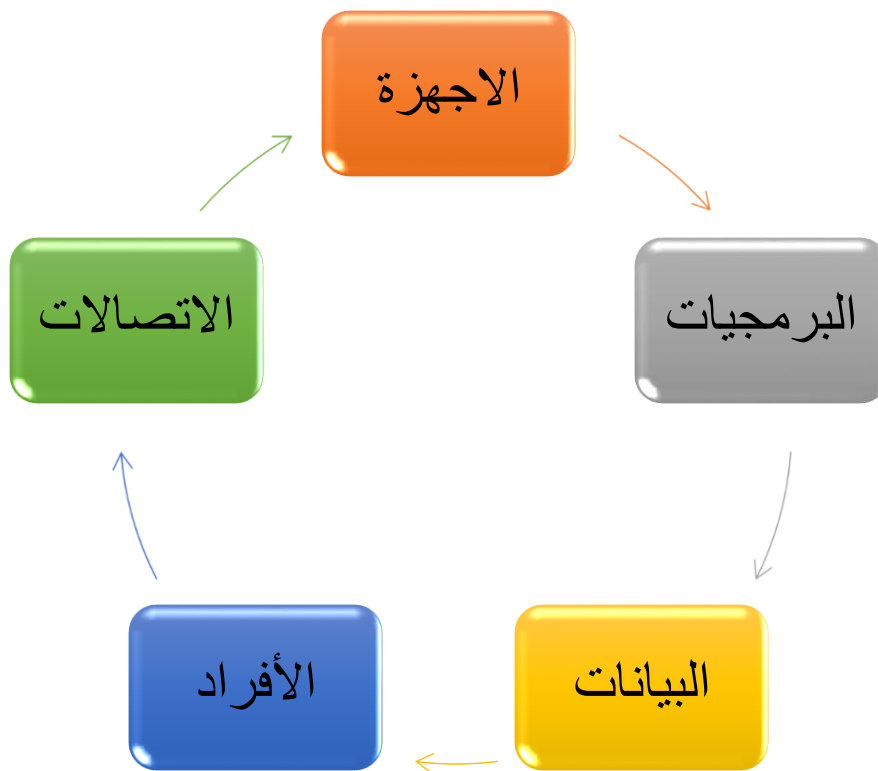 الاجهزة
البرمجيات
البيانات
الأفراد
الاتصالات